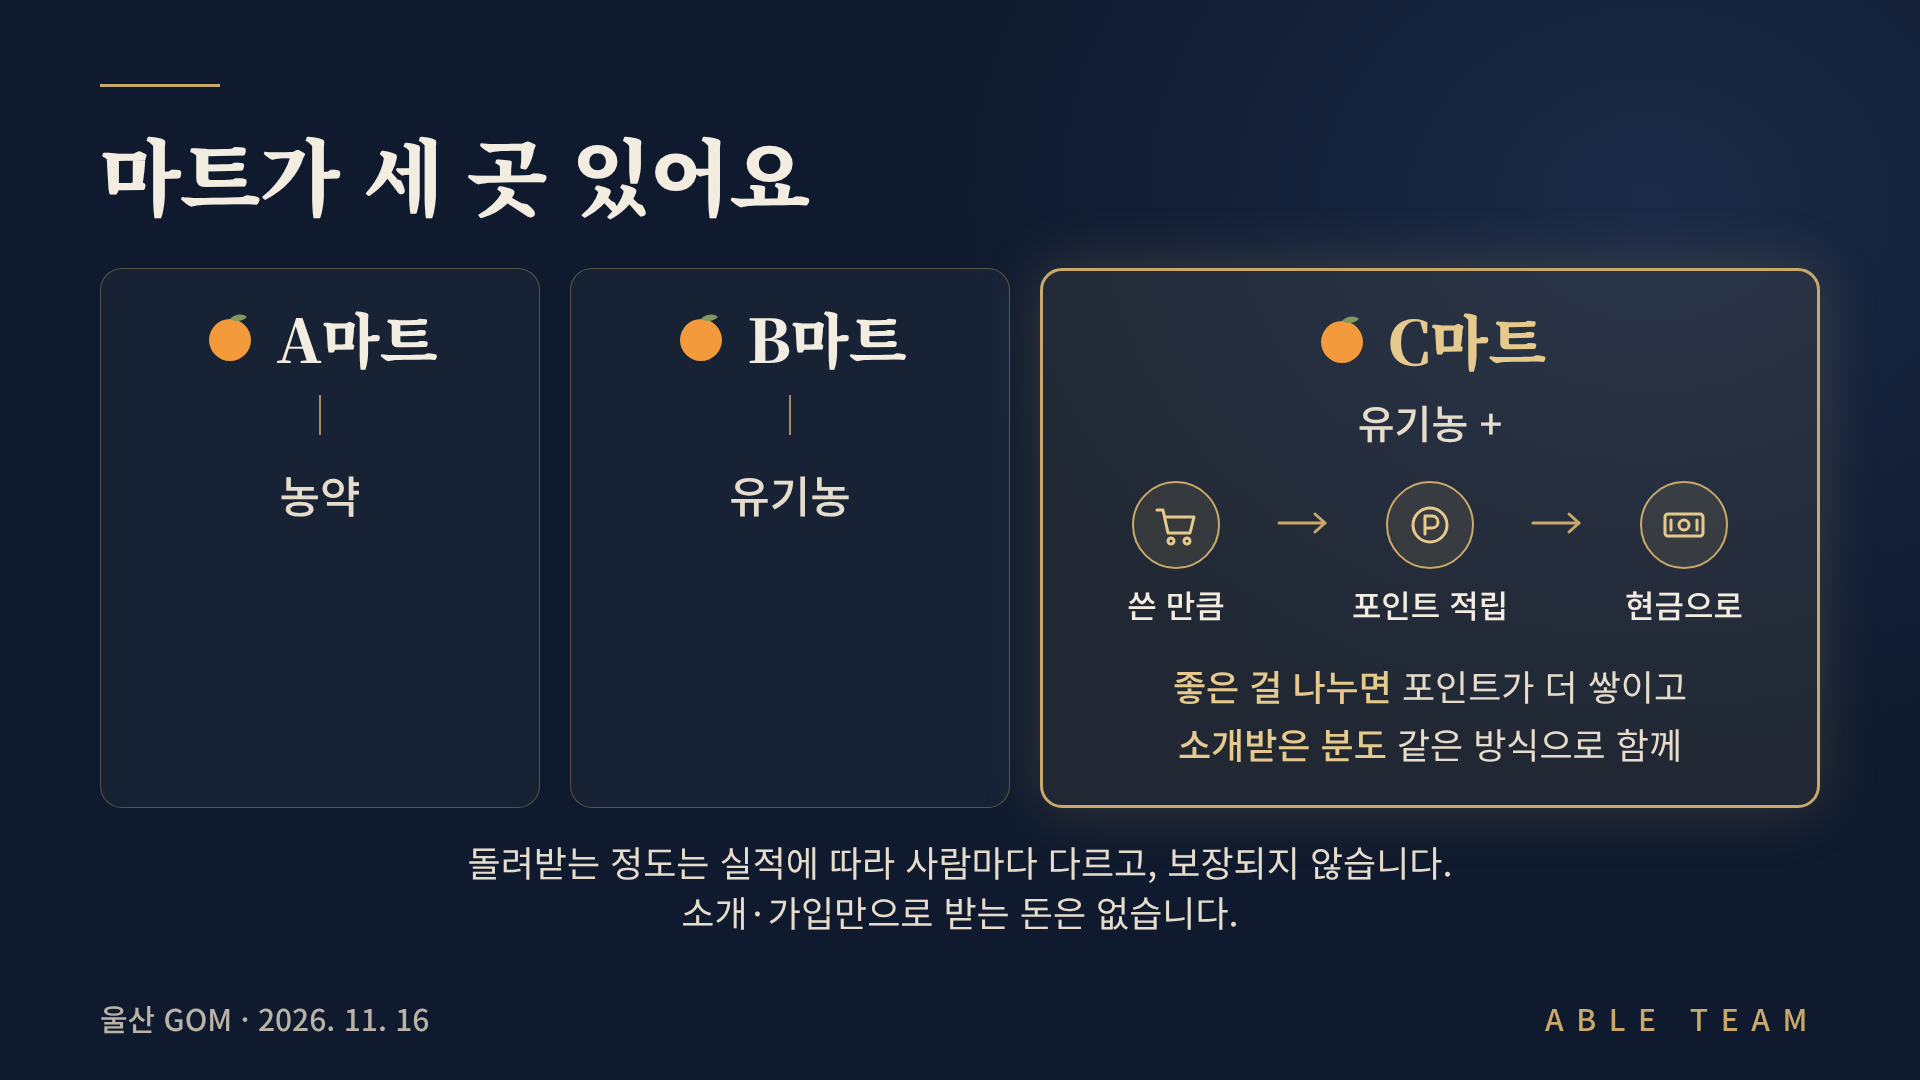 마트가 세 곳 있어요
A마트
농약
B마트
유기농
C마트
유기농 +
쓴 만큼
포인트 적립
현금으로
좋은 걸 나누면 포인트가 더 쌓이고
소개받은 분도 같은 방식으로 함께
돌려받는 정도는 실적에 따라 사람마다 다르고, 보장되지 않습니다.
소개·가입만으로 받는 돈은 없습니다.
울산 GOM · 2026. 11. 16
ABLE TEAM